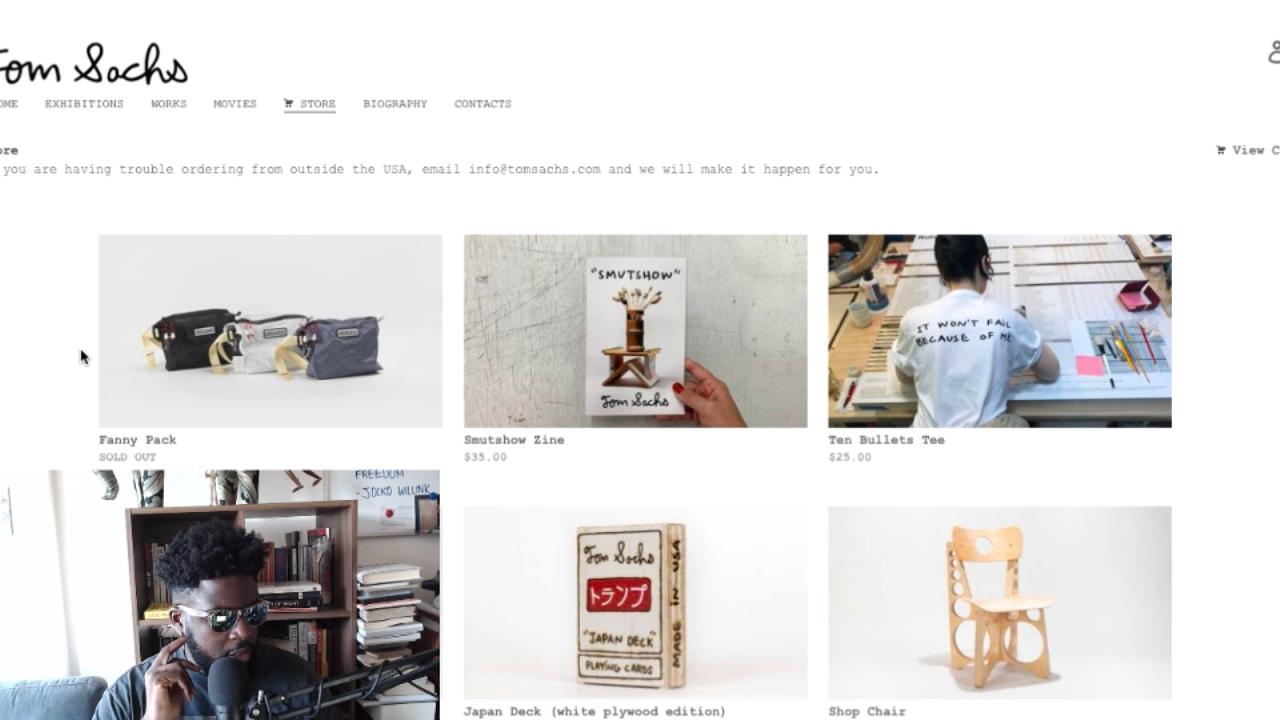 Tom Sachs
OME EXHIBITIONS WORKS MOVIES STORE BIOGRAPHY CONTACTS
ore
View C
you are having trouble ordering from outside the USA, email info@tomsachs.com and we will make it happen for you.
"SMUTSHOW"
Tom Sachs
IT WON'T FAIL
BECAUSE OF ME
Fanny Pack
SOLD OUT
Smutshow Zine
$35.00
Ten Bullets Tee
$25.00
FREEDOM
-JOCKO WILLINK
Tom Sachs
トランプ
"JAPAN DECK"
PLAYING CARDS
MADE IN USA
Japan Deck (white plywood edition)
Shop Chair